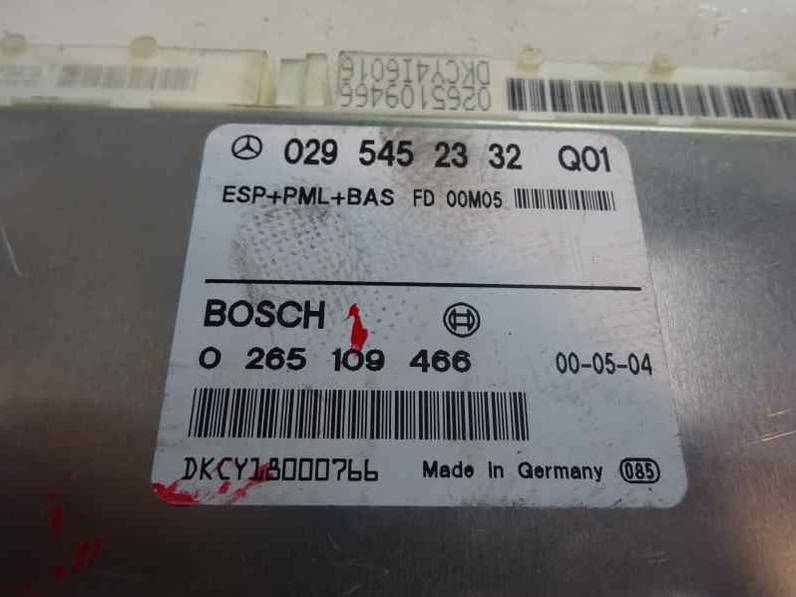 0265109466
DKCY4I6016
029 545 23 32 Q01
ESP+PML+BAS FD 00M05
BOSCH
0 265 109 466 00-05-04
DKCY18000766 Made in Germany 085